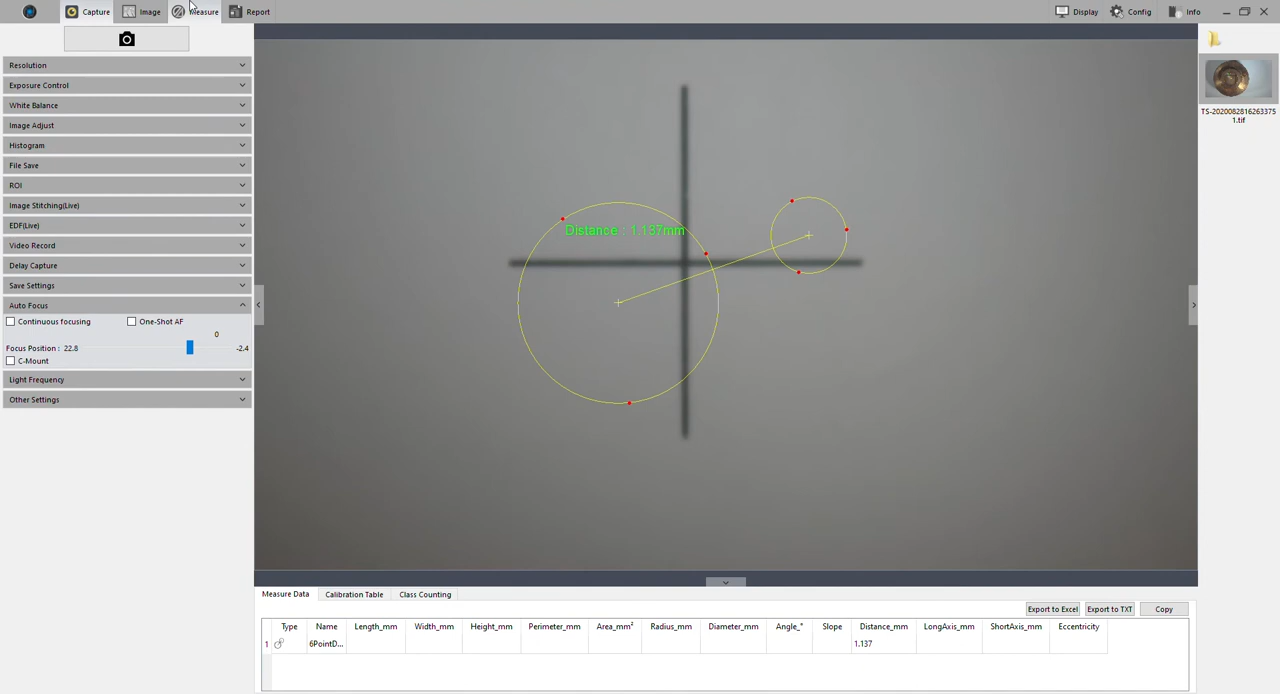 Capture Image Measure Report Display Config Info
Resolution
Exposure Control
White Balance
Image Adjust
Histogram
File Save
ROI
Image Stitching(Live)
EDF(Live)
Video Record
Delay Capture
Save Settings
Auto Focus
Continuous focusing One-Shot AF
0
Focus Position : 22.8 -2.4
C-Mount
Light Frequency
Other Settings
Distance : 1.137mm
TS-2020082816263375
1.tif
Measure Data Calibration Table Class Counting
Export to Excel Export to TXT Copy
Type Name Length_mm Width_mm Height_mm Perimeter_mm Area_mm² Radius_mm Diameter_mm Angle_° Slope Distance_mm LongAxis_mm ShortAxis_mm Eccentricity
1 6PointD... 1.137